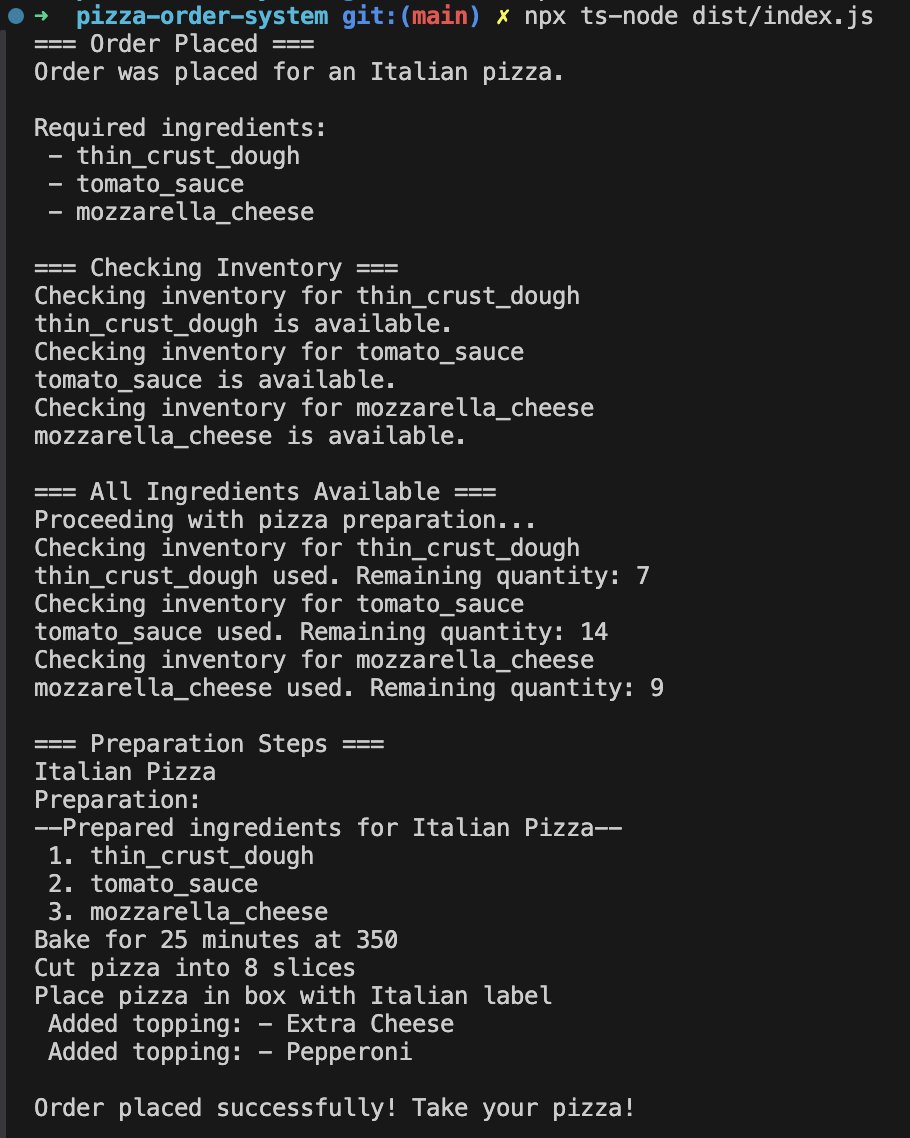 ➜ pizza-order-system git:(main) ✗ npx ts-node dist/index.js
=== Order Placed ===
Order was placed for an Italian pizza.

Required ingredients:
 - thin_crust_dough
 - tomato_sauce
 - mozzarella_cheese

=== Checking Inventory ===
Checking inventory for thin_crust_dough
thin_crust_dough is available.
Checking inventory for tomato_sauce
tomato_sauce is available.
Checking inventory for mozzarella_cheese
mozzarella_cheese is available.

=== All Ingredients Available ===
Proceeding with pizza preparation...
Checking inventory for thin_crust_dough
thin_crust_dough used. Remaining quantity: 7
Checking inventory for tomato_sauce
tomato_sauce used. Remaining quantity: 14
Checking inventory for mozzarella_cheese
mozzarella_cheese used. Remaining quantity: 9

=== Preparation Steps ===
Italian Pizza
Preparation:
--Prepared ingredients for Italian Pizza--
 1. thin_crust_dough
 2. tomato_sauce
 3. mozzarella_cheese
Bake for 25 minutes at 350
Cut pizza into 8 slices
Place pizza in box with Italian label
 Added topping: - Extra Cheese
 Added topping: - Pepperoni

Order placed successfully! Take your pizza!